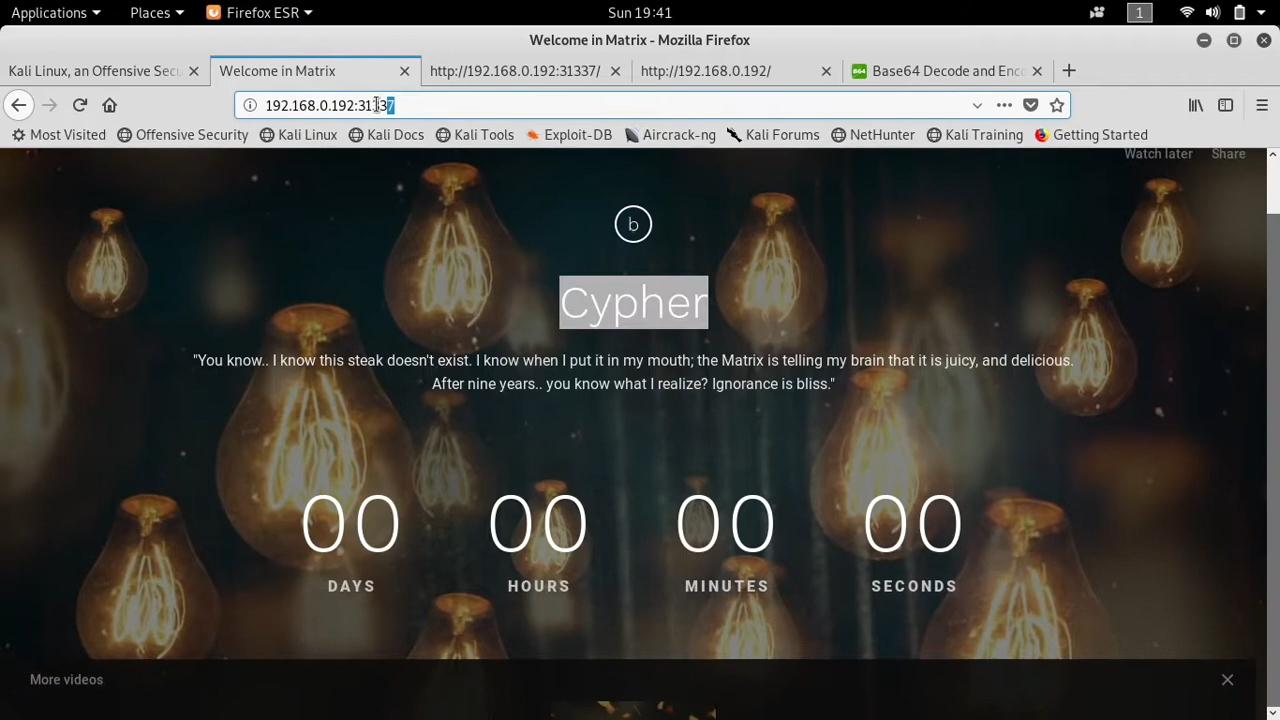 Applications Places Firefox ESR Sun 19:41 1
Welcome in Matrix - Mozilla Firefox
Kali Linux, an Offensive Secu Welcome in Matrix http://192.168.0.192:31337/ http://192.168.0.192/ B64 Base64 Decode and Enco
192.168.0.192:31337
Most Visited Offensive Security Kali Linux Kali Docs Kali Tools Exploit-DB Aircrack-ng Kali Forums NetHunter Kali Training Getting Started
Watch later Share
b
Cypher
"You know.. I know this steak doesn't exist. I know when I put it in my mouth; the Matrix is telling my brain that it is juicy, and delicious.
After nine years.. you know what I realize? Ignorance is bliss."
00 00 00 00
DAYS HOURS MINUTES SECONDS
More videos